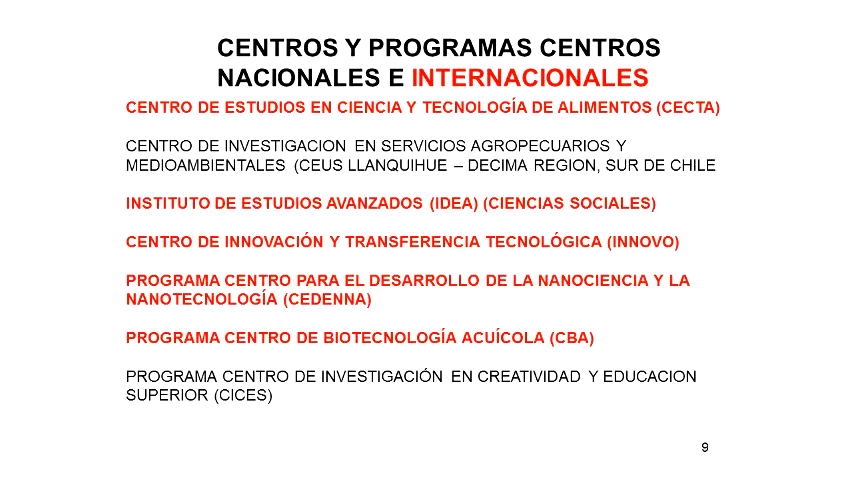 CENTROS Y PROGRAMAS CENTROS
NACIONALES E INTERNACIONALES
CENTRO DE ESTUDIOS EN CIENCIA Y TECNOLOGÍA DE ALIMENTOS (CECTA)
CENTRO DE INVESTIGACION EN SERVICIOS AGROPECUARIOS Y
MEDIOAMBIENTALES (CEUS LLANQUIHUE – DECIMA REGION, SUR DE CHILE
INSTITUTO DE ESTUDIOS AVANZADOS (IDEA) (CIENCIAS SOCIALES)
CENTRO DE INNOVACIÓN Y TRANSFERENCIA TECNOLÓGICA (INNOVO)
PROGRAMA CENTRO PARA EL DESARROLLO DE LA NANOCIENCIA Y LA
NANOTECNOLOGÍA (CEDENNA)
PROGRAMA CENTRO DE BIOTECNOLOGÍA ACUÍCOLA (CBA)
PROGRAMA CENTRO DE INVESTIGACIÓN EN CREATIVIDAD Y EDUCACION
SUPERIOR (CICES)
9